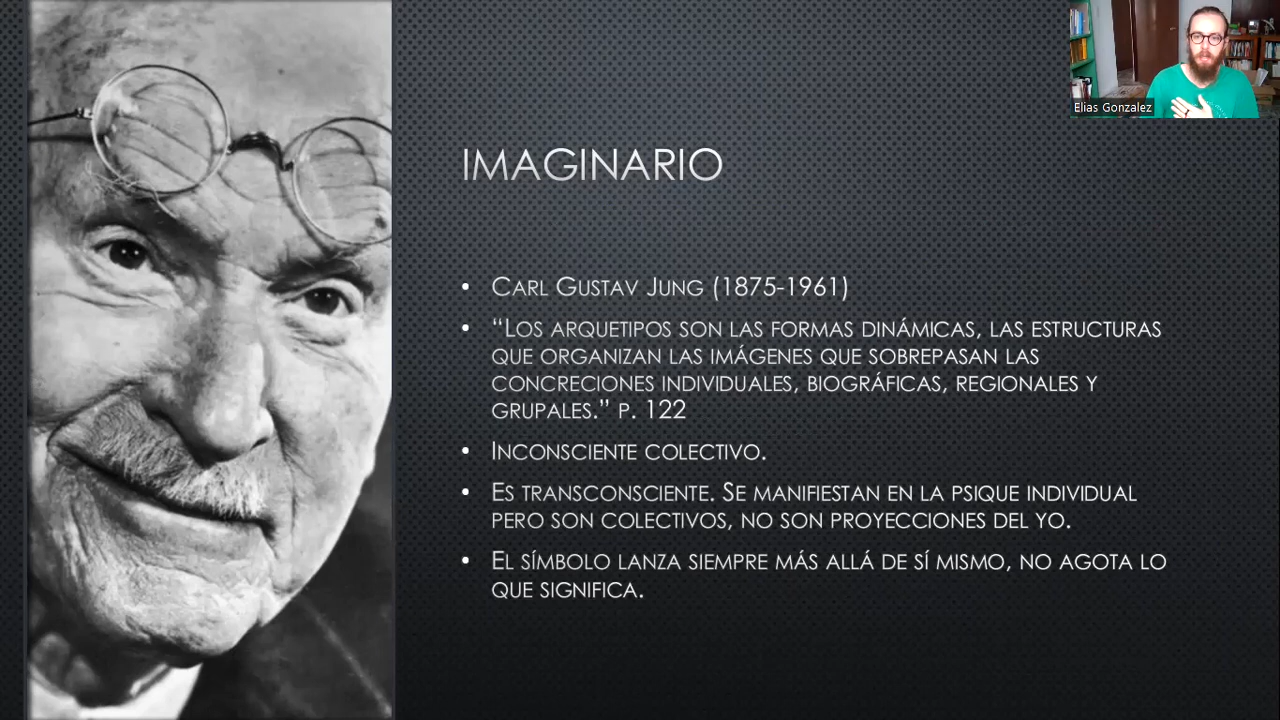 Elias Gonzalez
IMAGINARIO
• CARL GUSTAV JUNG (1875-1961)
• “LOS ARQUETIPOS SON LAS FORMAS DINÁMICAS, LAS ESTRUCTURAS
QUE ORGANIZAN LAS IMÁGENES QUE SOBREPASAN LAS
CONCRECIONES INDIVIDUALES, BIOGRÁFICAS, REGIONALES Y
GRUPALES.” P. 122
• INCONSCIENTE COLECTIVO.
• ES TRANSCONSCIENTE. SE MANIFIESTAN EN LA PSIQUE INDIVIDUAL
PERO SON COLECTIVOS, NO SON PROYECCIONES DEL YO.
• EL SÍMBOLO LANZA SIEMPRE MÁS ALLÁ DE SÍ MISMO, NO AGOTA LO
QUE SIGNIFICA.